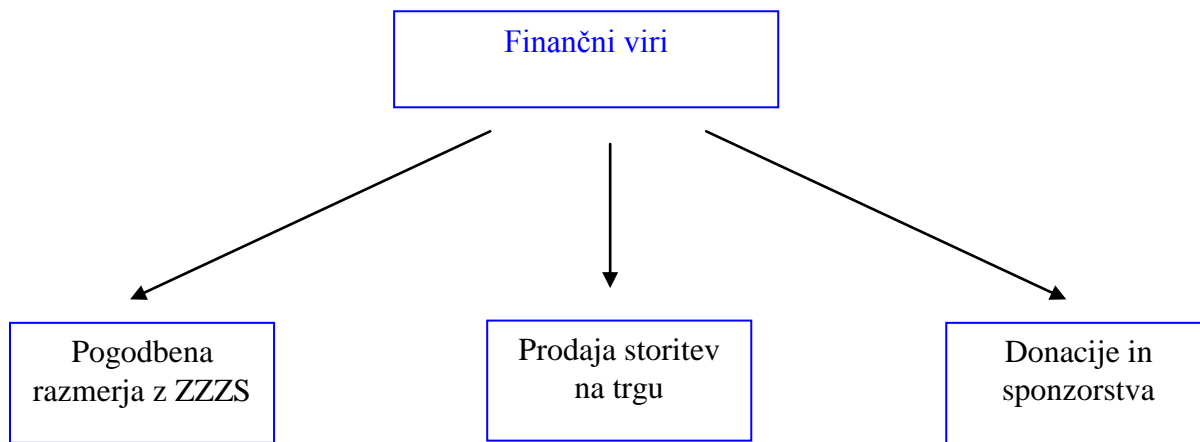 Finančni viri
Pogodbena
razmerja z ZZZS
Prodaja storitev
na trgu
Donacije in
sponzorstva